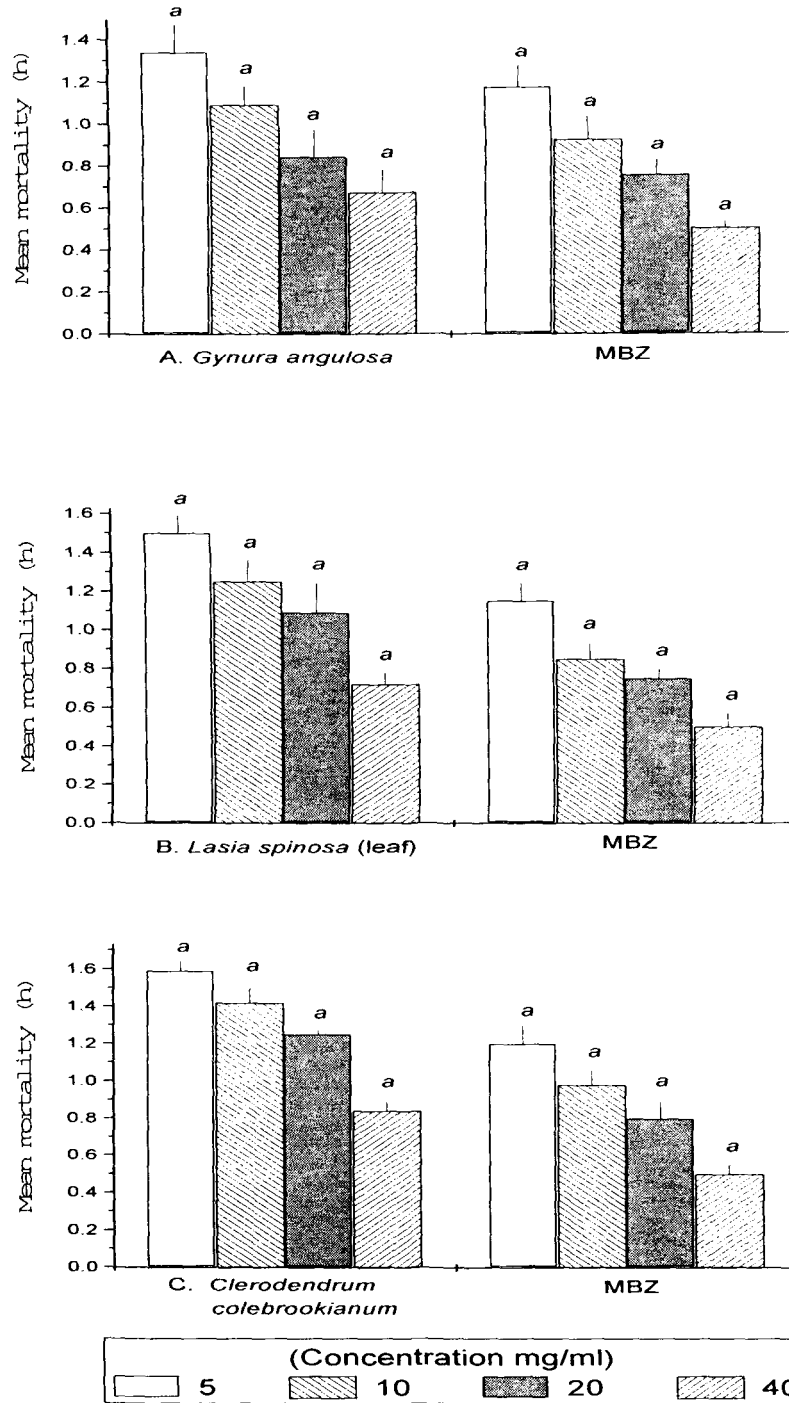 Mean mortality (h)
1.4
1.2
1.0
0.8
0.6
0.4
0.2
0.0
a
a
a
a
a
a
a
a
A. Gynura angulosa
MBZ
Mean mortality (h)
1.6
1.4
1.2
1.0
0.8
0.6
0.4
0.2
0.0
a
a
a
a
a
a
a
a
B. Lasia spinosa (leaf)
MBZ
Mean mortality (h)
1.6
1.4
1.2
1.0
0.8
0.6
0.4
0.2
0.0
a
a
a
a
a
a
a
a
C. Clerodendrum
colebrookianum
MBZ
(Concentration mg/ml)
5 10 20 40